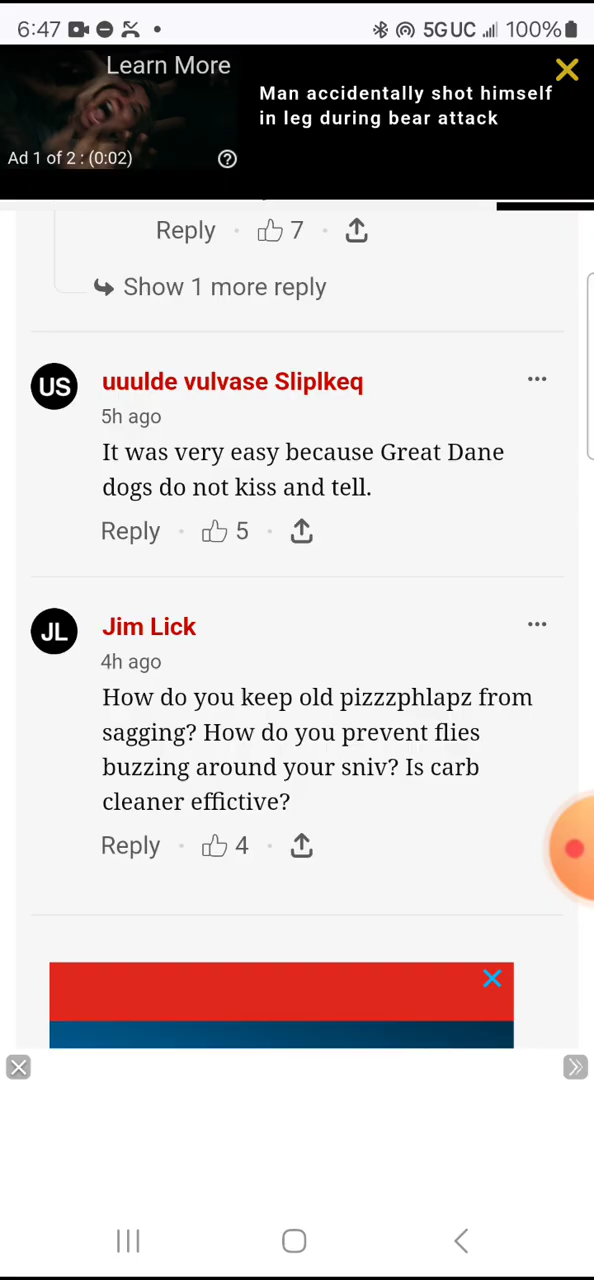 6:47
5GUC
100%
Learn More
Man accidentally shot himself
in leg during bear attack
Ad 1 of 2 : (0:02)
Reply · 7 ·
Show 1 more reply
US
uuulde vulvase Sliplkeq
5h ago
It was very easy because Great Dane
dogs do not kiss and tell.
Reply · 5 ·
JL
Jim Lick
4h ago
How do you keep old pizzzphlapz from
sagging? How do you prevent flies
buzzing around your sniv? Is carb
cleaner effictive?
Reply · 4 ·